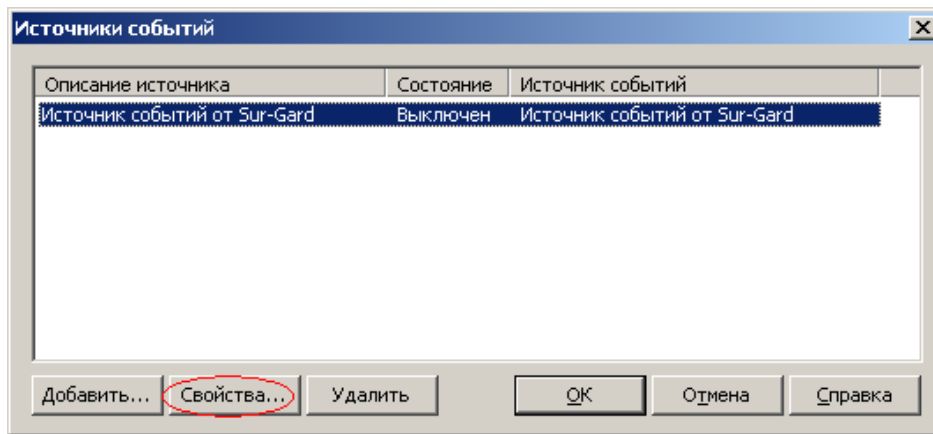 Источники событий
Описание источника Состояние Источник событий
Источник событий от Sur-Gard Выключен Источник событий от Sur-Gard
Добавить... Свойства... Удалить ОК Отмена Справка